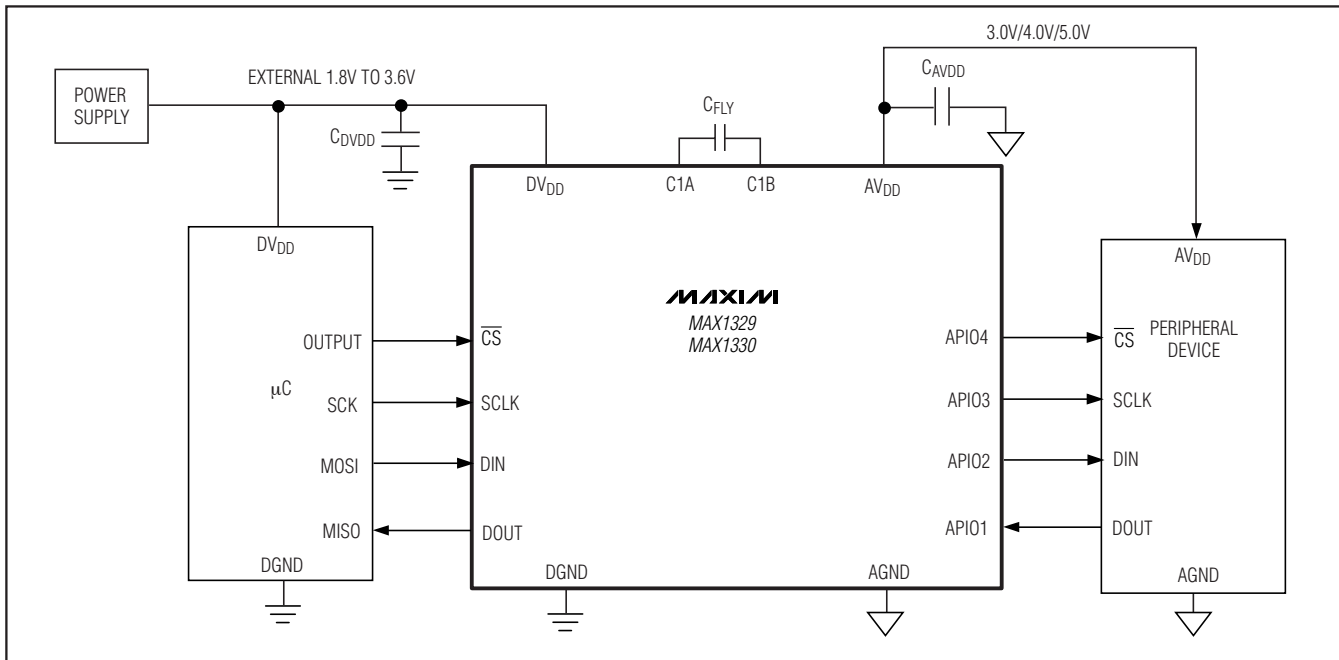 3.0V/4.0V/5.0V
POWER
SUPPLY
EXTERNAL 1.8V TO 3.6V
CDVDD
CFLY
CAVDD
DVDD
C1A
C1B
AVDD
DVDD
AVDD
MAXIM
MAX1329
MAX1330
µC
OUTPUT
SCK
MOSI
MISO
DGND
CS
SCLK
DIN
DOUT
DGND
AGND
APIO4
APIO3
APIO2
APIO1
CS
PERIPHERAL
DEVICE
SCLK
DIN
DOUT
AGND